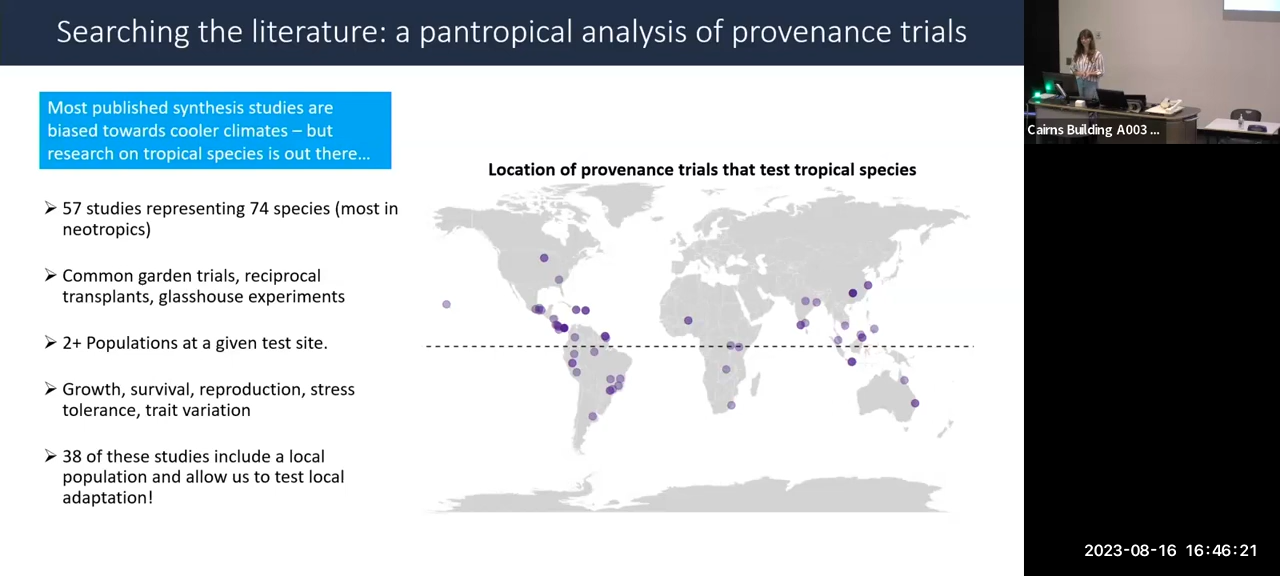 Searching the literature: a pantropical analysis of provenance trials
Most published synthesis studies are
biased towards cooler climates – but
research on tropical species is out there…
➢ 57 studies representing 74 species (most in
neotropics)
➢ Common garden trials, reciprocal
transplants, glasshouse experiments
➢ 2+ Populations at a given test site.
➢ Growth, survival, reproduction, stress
tolerance, trait variation
➢ 38 of these studies include a local
population and allow us to test local
adaptation!
Location of provenance trials that test tropical species
Cairns Building A003 ...
2023-08-16 16:46:21